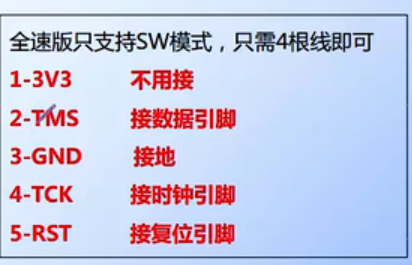 全速版只支持SW模式，只需4根线即可
1-3V3 不用接
2-TMS 接数据引脚
3-GND 接地
4-TCK 接时钟引脚
5-RST 接复位引脚